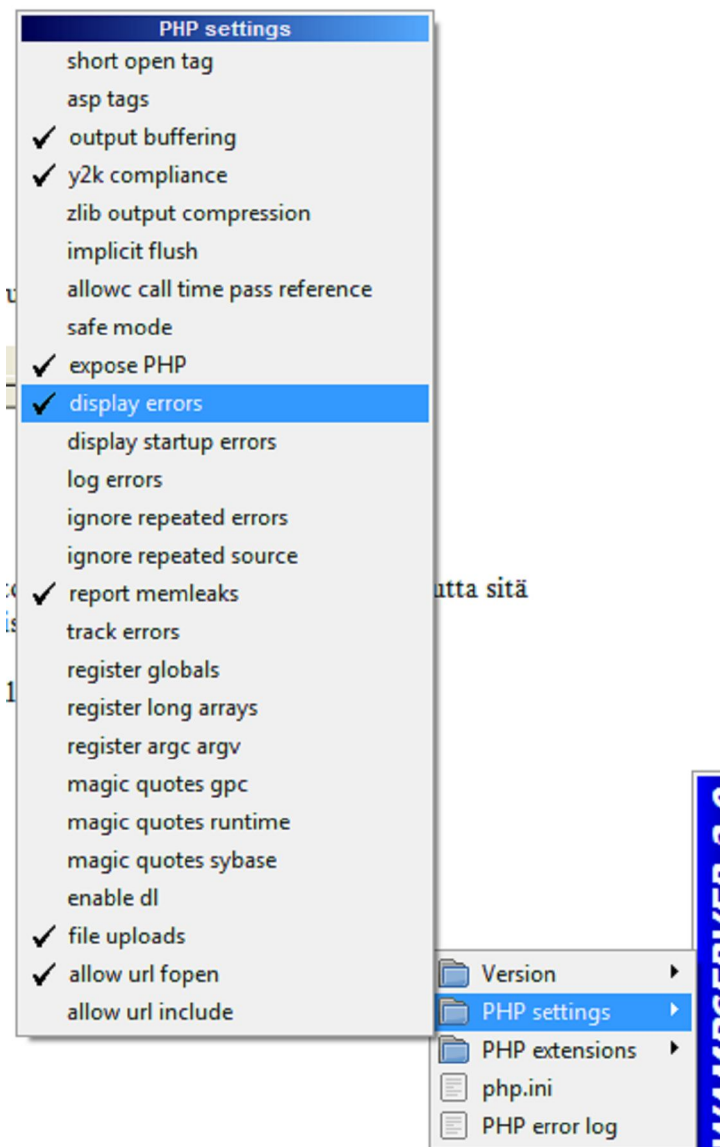 PHP settings
short open tag
asp tags
output buffering
y2k compliance
zlib output compression
implicit flush
allowc call time pass reference
safe mode
expose PHP
display errors
display startup errors
log errors
ignore repeated errors
ignore repeated source
report memleaks
track errors
register globals
register long arrays
register argc argv
magic quotes gpc
magic quotes runtime
magic quotes sybase
enable dl
file uploads
allow url fopen
allow url include
utta sitä
Version
PHP settings
PHP extensions
php.ini
PHP error log